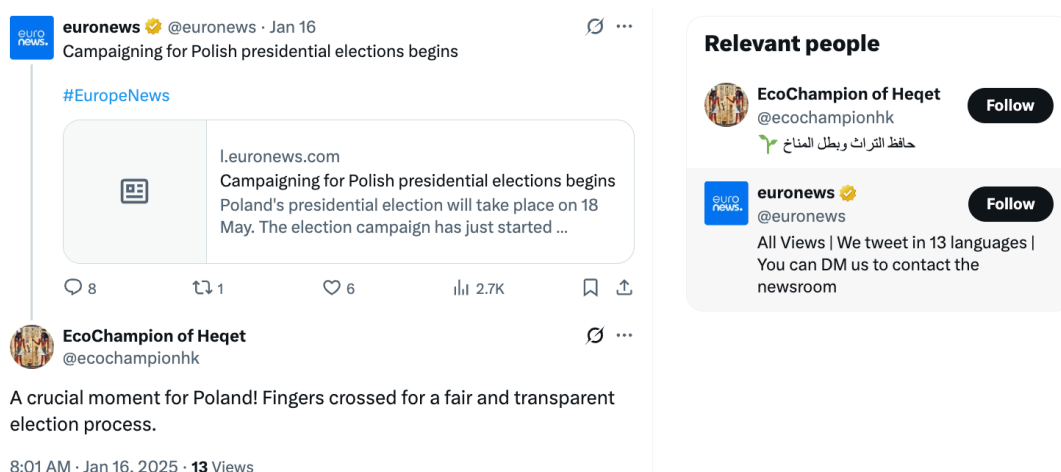 euronews @euronews · Jan 16
Campaigning for Polish presidential elections begins
#EuropeNews
euro
news.
l.euronews.com
Campaigning for Polish presidential elections begins
Poland's presidential election will take place on 18
May. The election campaign has just started ...
8 1 6 2.7K
EcoChampion of Heqet
@ecochampionhk
A crucial moment for Poland! Fingers crossed for a fair and transparent
election process.
8:01 AM · Jan 16, 2025 · 13 Views
Relevant people
EcoChampion of Heqet
@ecochampionhk
Follow
حافظ التراث وبطل المناخ
euro
news.
euronews
@euronews
Follow
All Views | We tweet in 13 languages |
You can DM us to contact the
newsroom